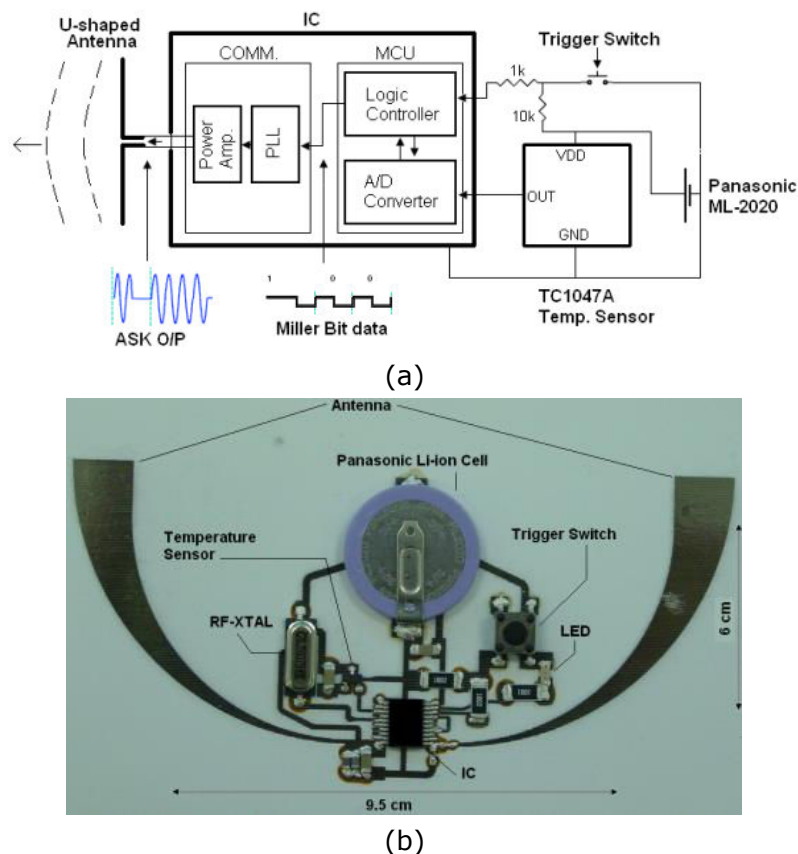 IC
U-shaped
Antenna
COMM.
MCU
Trigger Switch
1k
Logic
Controller
10k
Power
Amp.
PLL
A/D
Converter
VDD
OUT
GND
Panasonic
ML-2020
TC1047A
Temp. Sensor
1 0 0
ASK O/P
Miller Bit data
(a)
Antenna
Panasonic Li-ion Cell
Temperature
Sensor
Trigger Switch
RF-XTAL
LED
6 cm
IC
9.5 cm
(b)